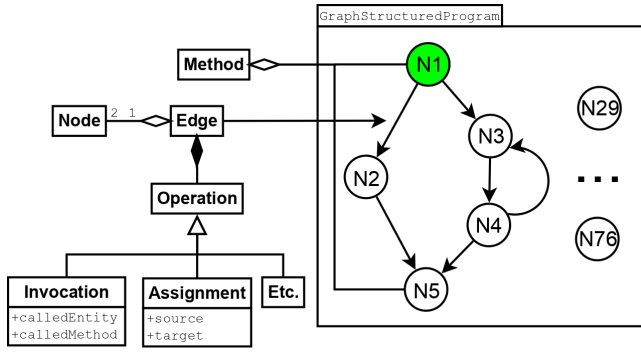 GraphStructuredProgram
Method
N1
Node
2 1
Edge
N3
N29
N2
...
Operation
N4
N76
N5
Invocation
+calledEntity
+calledMethod
Assignment
+source
+target
Etc.